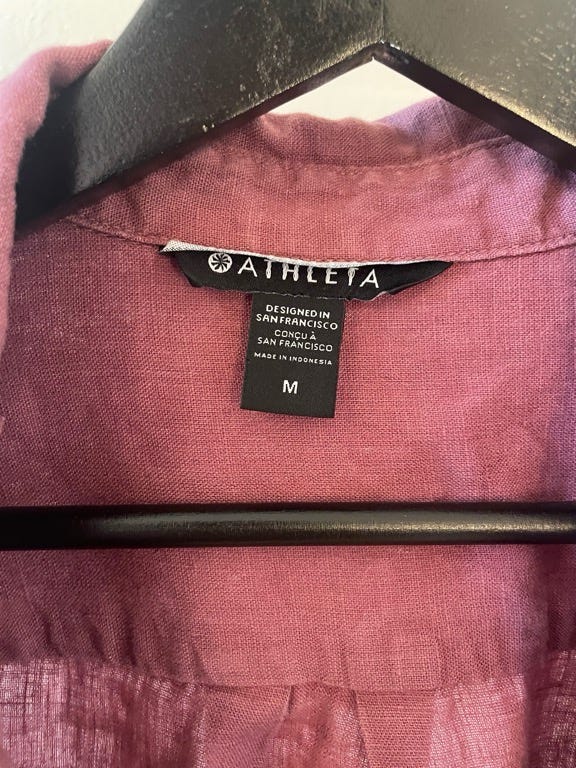 ATHLETA
DESIGNED IN
SAN FRANCISCO
CONÇU À
SAN FRANCISCO
MADE IN INDONESIA
M